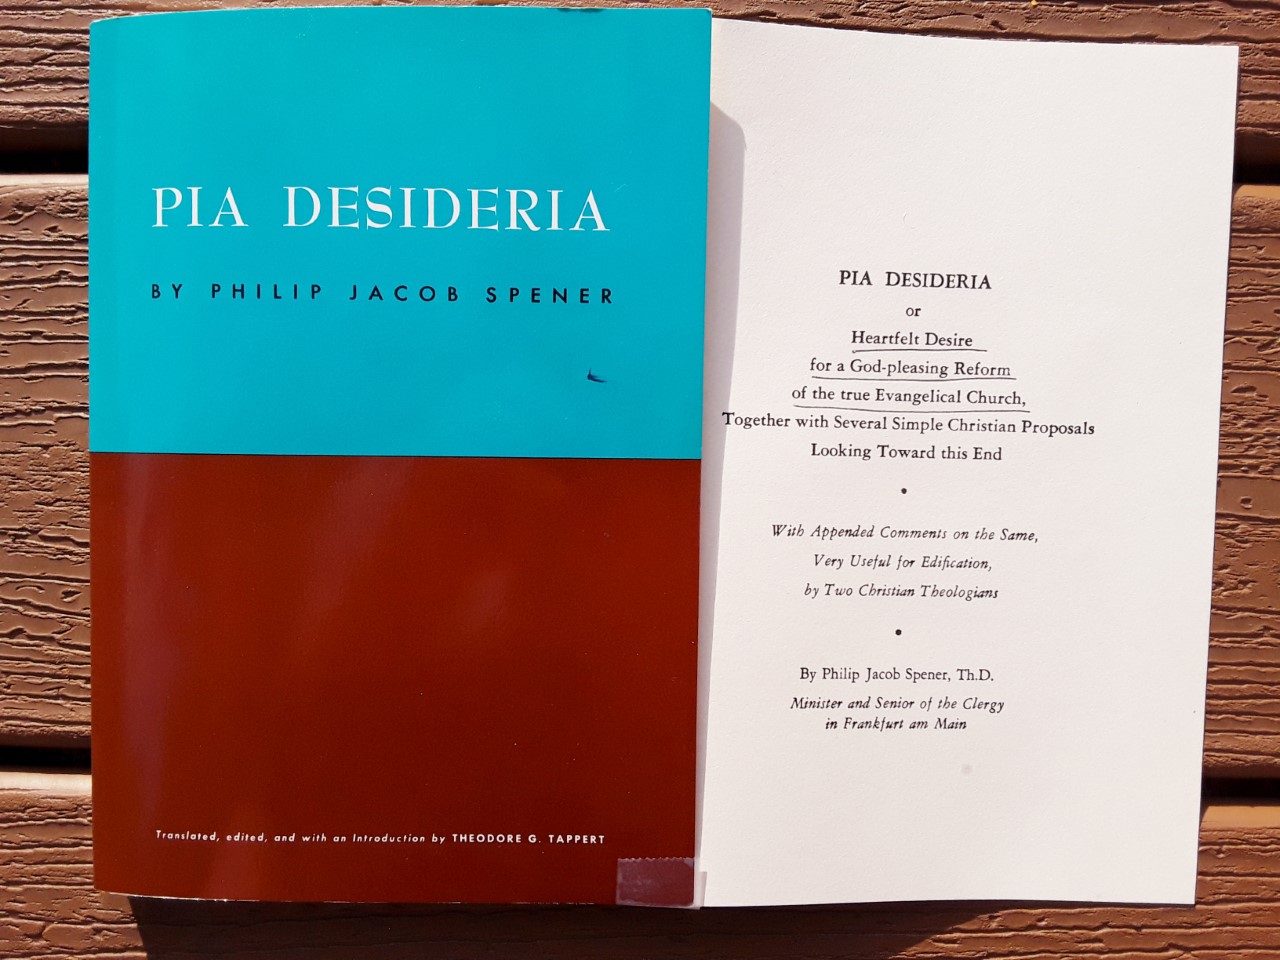 PIA DESIDERIA
BY PHILIP JACOB SPENER
Translated, edited, and with an Introduction by THEODORE G. TAPPERT
PIA DESIDERIA
or
Heartfelt Desire
for a God-pleasing Reform
of the true Evangelical Church,
Together with Several Simple Christian Proposals
Looking Toward this End
With Appended Comments on the Same,
Very Useful for Edification,
by Two Christian Theologians
By Philip Jacob Spener, Th.D.
Minister and Senior of the Clergy
in Frankfurt am Main